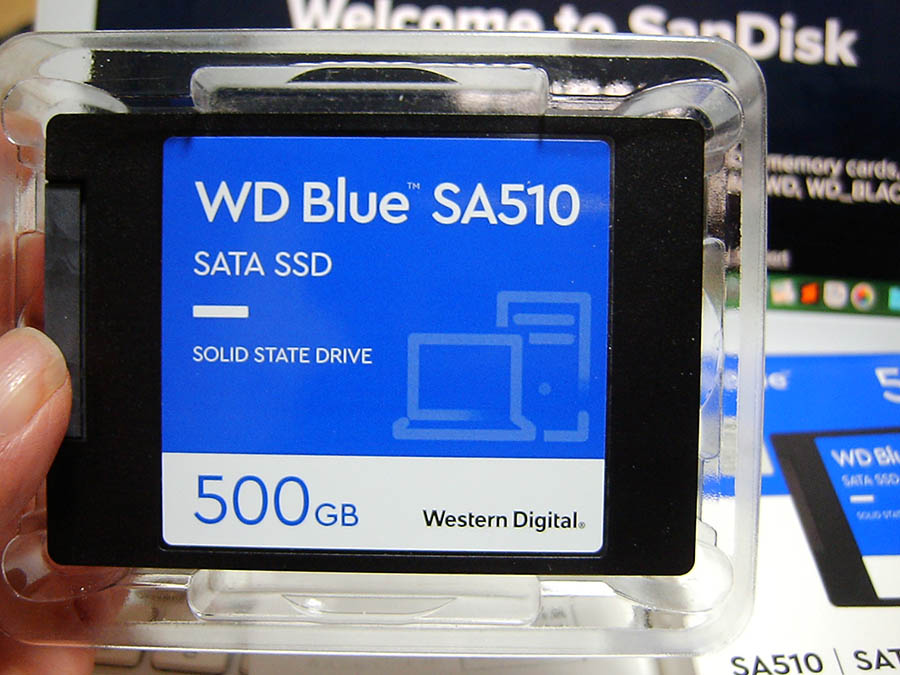 Welcome to SanDisk
memory cards,
WD, WD_BLAC
WD Blue™ SA510
SATA SSD
SOLID STATE DRIVE
500GB
Western Digital®
WD Blu
SATA SSD
SOLID STAT
SA510 | SAT